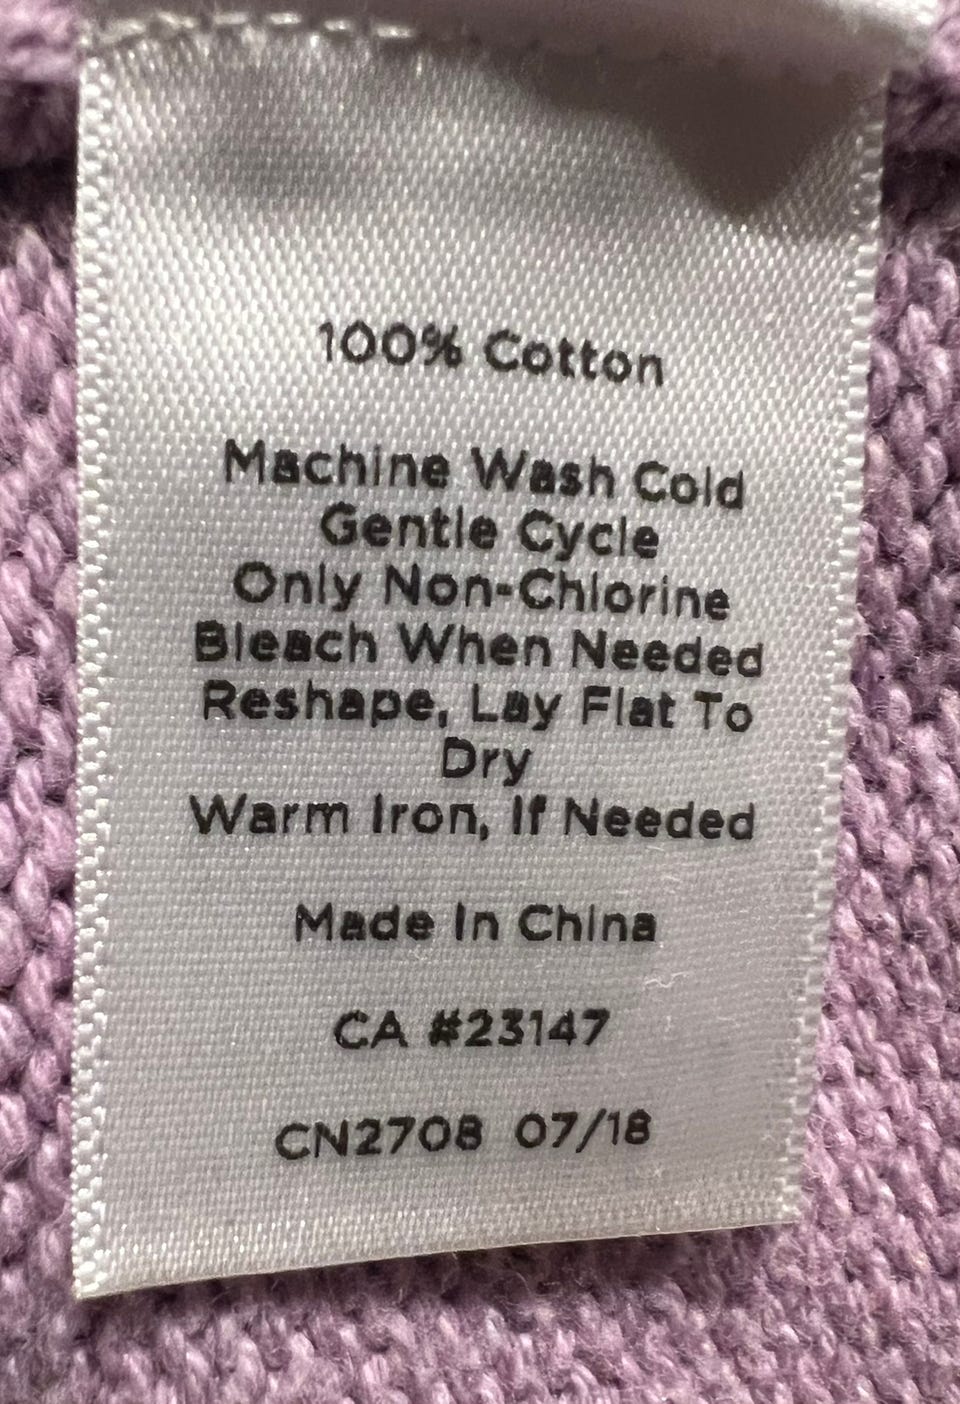 100% Cotton
Machine Wash Cold
Gentle Cycle
Only Non-Chlorine
Bleach When Needed
Reshape, Lay Flat To
Dry
Warm Iron, If Needed
Made In China
CA #23147
CN2708 07/18